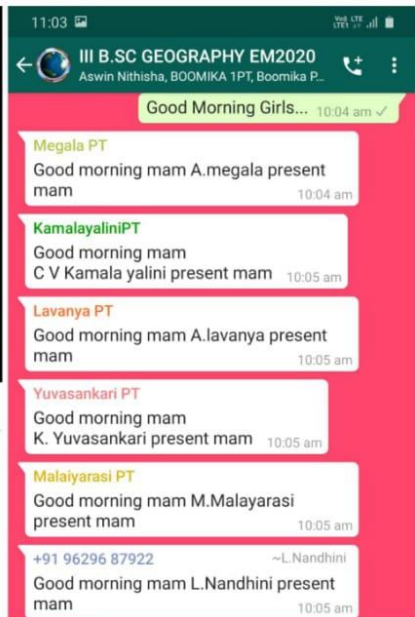 11:03
III B.SC GEOGRAPHY EM2020
Aswin Nithisha, BOOMIKA 1PT, Boomika P...
Good Morning Girls... 10:04 am
Megala PT
Good morning mam A.megala present
mam 10:04 am
KamalayaliniPT
Good morning mam
C V Kamala yalini present mam 10:05 am
Lavanya PT
Good morning mam A.lavanya present
mam 10:05 am
Yuvasankari PT
Good morning mam
K. Yuvasankari present mam 10:05 am
Malaiyarasi PT
Good morning mam M.Malayarasi
present mam 10:05 am
+91 96296 87922 ~L.Nandhini
Good morning mam L.Nandhini present
mam 10:05 am